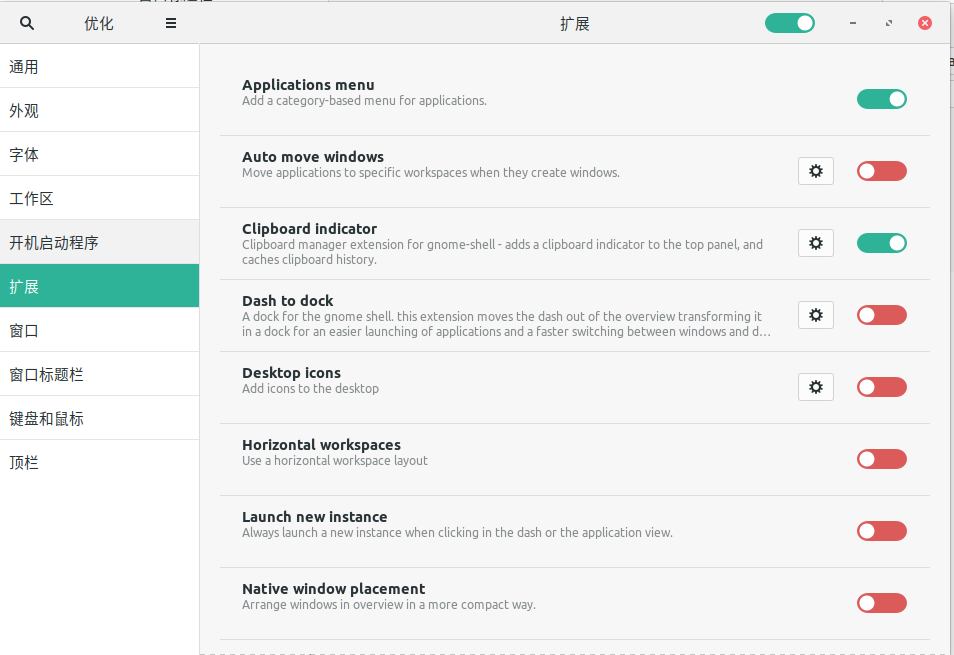 优化
扩展
通用
外观
字体
工作区
开机启动程序
扩展
窗口
窗口标题栏
键盘和鼠标
顶栏
Applications menu
Add a category-based menu for applications.
Auto move windows
Move applications to specific workspaces when they create windows.
Clipboard indicator
Clipboard manager extension for gnome-shell - adds a clipboard indicator to the top panel, and
caches clipboard history.
Dash to dock
A dock for the gnome shell. this extension moves the dash out of the overview transforming it
in a dock for an easier launching of applications and a faster switching between windows and d…
Desktop icons
Add icons to the desktop
Horizontal workspaces
Use a horizontal workspace layout
Launch new instance
Always launch a new instance when clicking in the dash or the application view.
Native window placement
Arrange windows in overview in a more compact way.